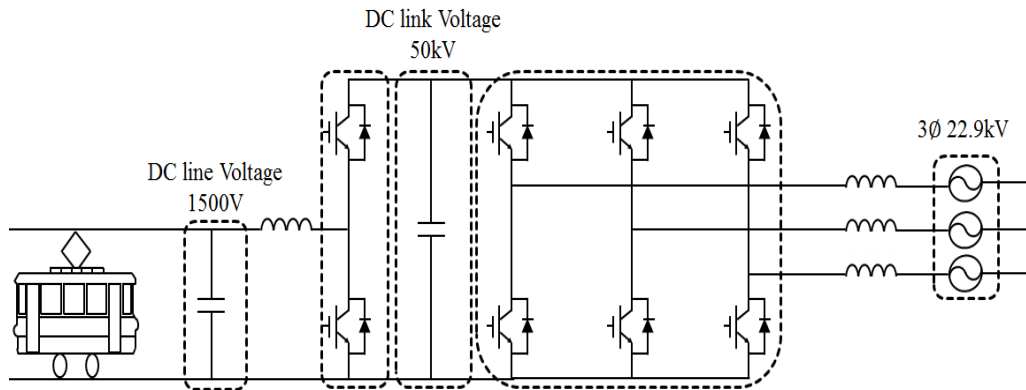 DC link Voltage
50kV
3Ø 22.9kV
DC line Voltage
1500V